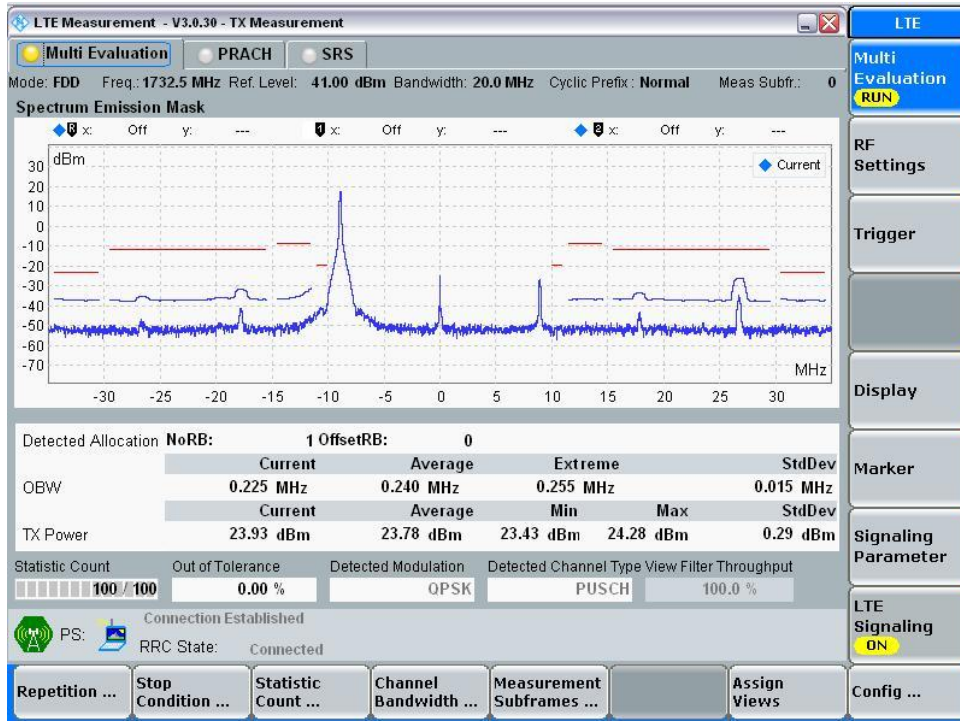 LTE Measurement - V3.0.30 - TX Measurement
LTE
Multi Evaluation PRACH SRS
Multi Evaluation RUN
Mode: FDD Freq.: 1732.5 MHz Ref. Level: 41.00 dBm Bandwidth: 20.0 MHz Cyclic Prefix: Normal Meas Subfr.: 0
Spectrum Emission Mask
R x: Off y: --- 1 x: Off y: --- 2 x: Off y: ---
dBm
Current
30
20
10
0
-10
-20
-30
-40
-50
-60
-70
MHz
-30 -25 -20 -15 -10 -5 0 5 10 15 20 25 30
RF Settings
Trigger
Display
Marker
Signaling Parameter
LTE Signaling ON
Detected Allocation NoRB: 1 OffsetRB: 0
Current Average Extreme StdDev
OBW 0.225 MHz 0.240 MHz 0.255 MHz 0.015 MHz
Current Average Min Max StdDev
TX Power 23.93 dBm 23.78 dBm 23.43 dBm 24.28 dBm 0.29 dBm
Statistic Count Out of Tolerance Detected Modulation Detected Channel Type View Filter Throughput
100 / 100 0.00 % QPSK PUSCH 100.0 %
PS: Connection Established
RRC State: Connected
Repetition ... Stop Condition ... Statistic Count ... Channel Bandwidth ... Measurement Subframes ... Assign Views Config ...